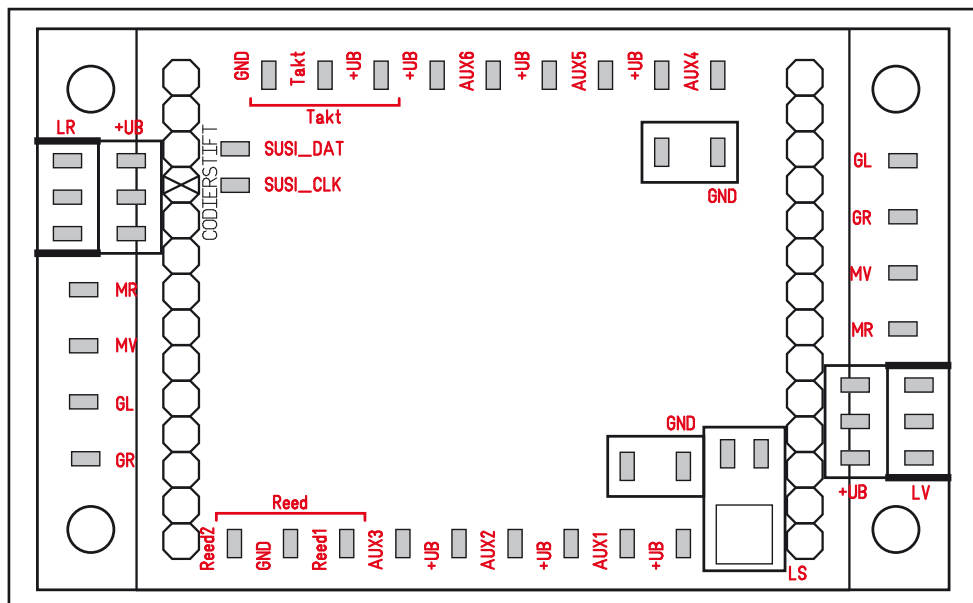 GND Takt +UB +UB AUX6 +UB AUX5 +UB AUX4
Takt
LR +UB
CODIERSTIFT
SUSI_DAT
SUSI_CLK
GND
GL
GR
MV
MR
MR
MV
GL
GR
GND
+UB LV
Reed
Reed2 GND Reed1 AUX3 +UB AUX2 +UB AUX1 +UB
LS